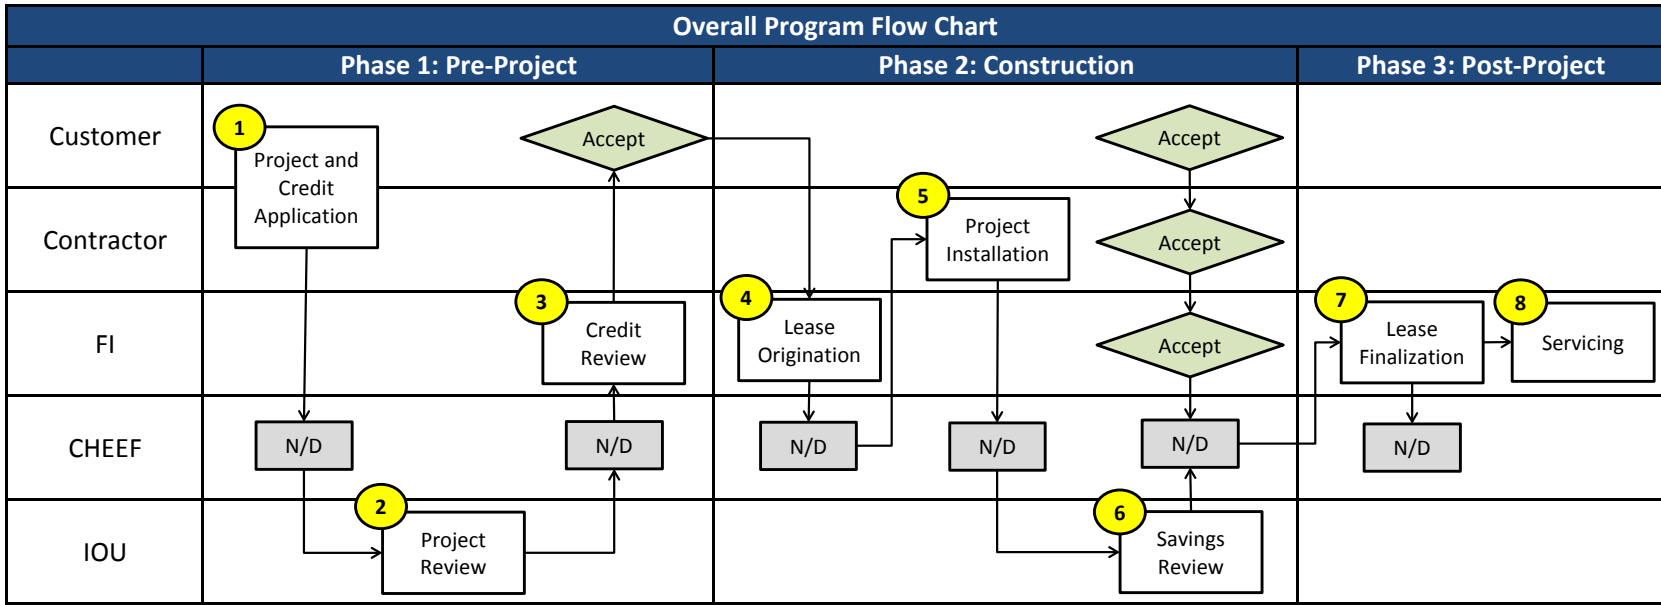 Overall Program Flow Chart
Phase 1: Pre-Project
Phase 2: Construction
Phase 3: Post-Project
Customer
1
Project and
Credit
Application
Accept
Accept
Contractor
5
Project
Installation
Accept
FI
3
Credit
Review
4
Lease
Origination
Accept
7
Lease
Finalization
8
Servicing
CHEEF
N/D
N/D
N/D
N/D
N/D
N/D
IOU
2
Project
Review
6
Savings
Review